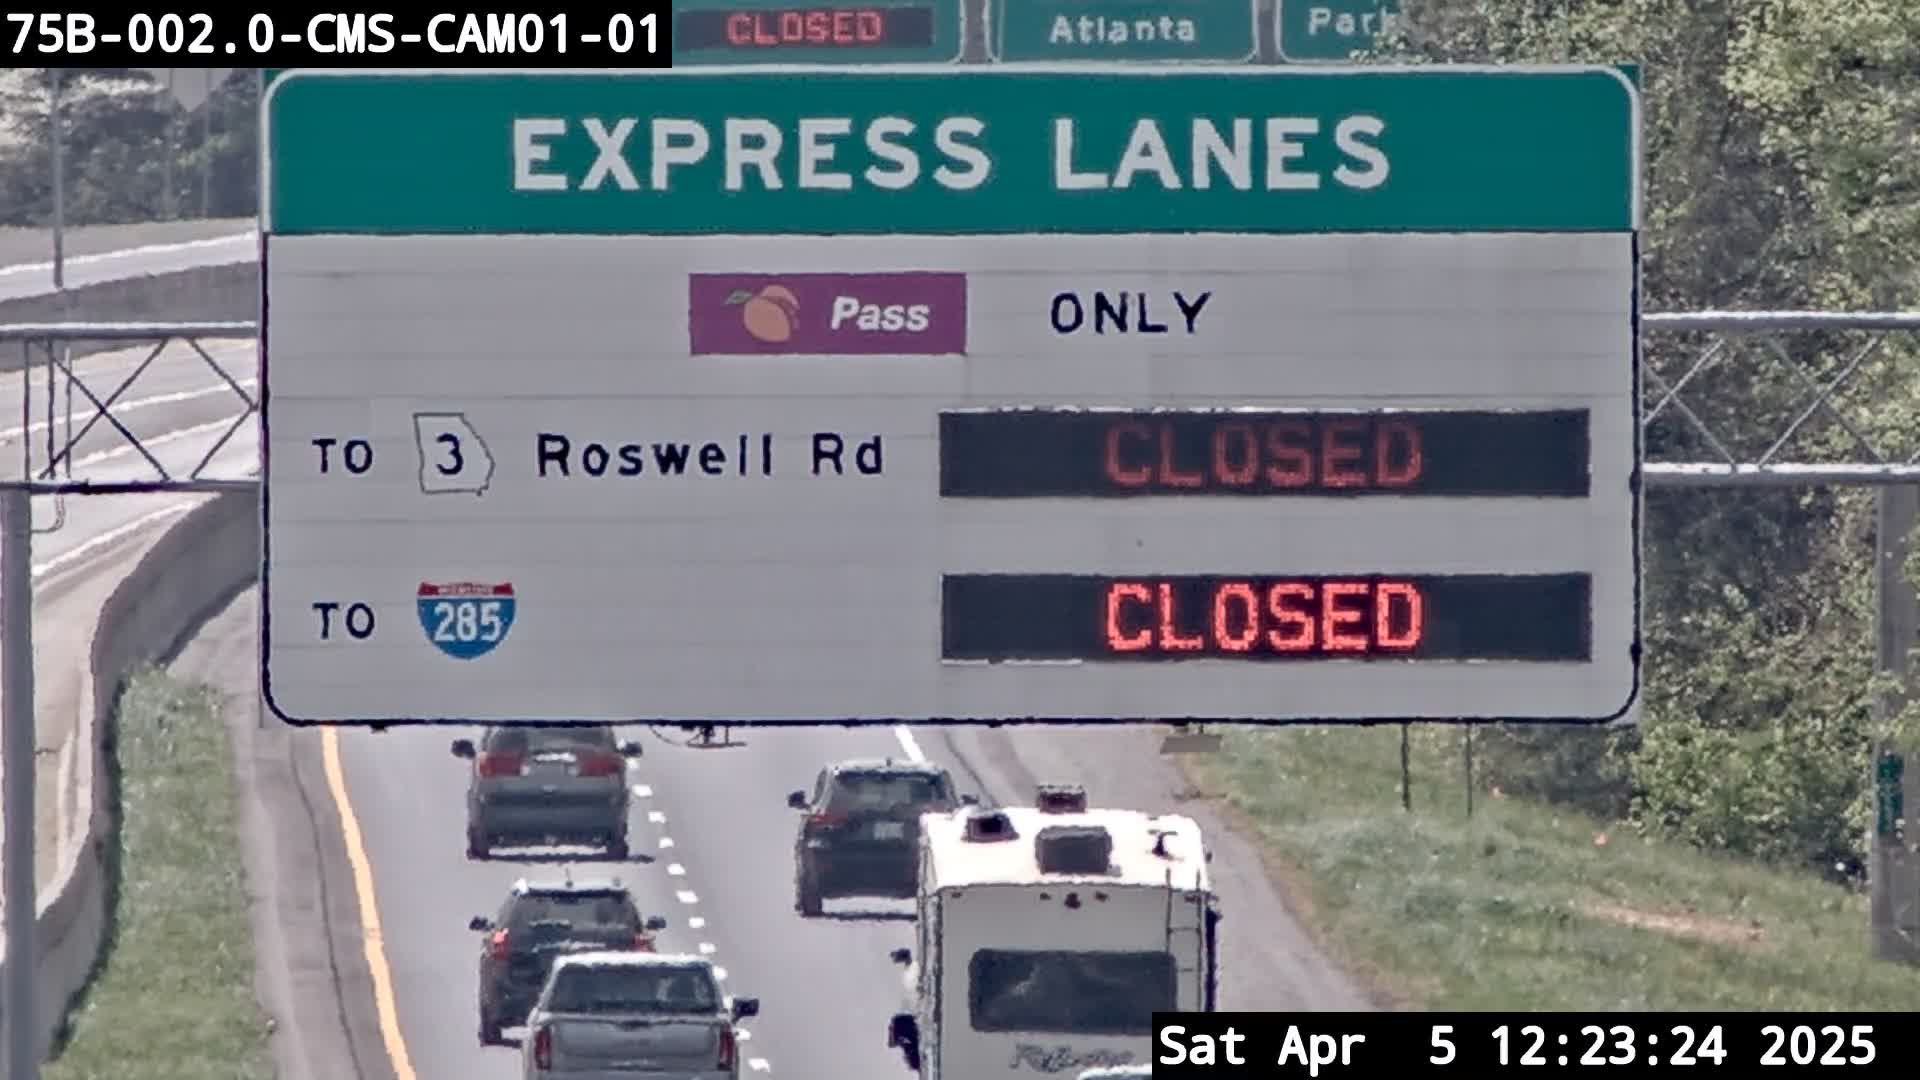 75B-002.0-CMS-CAM01-01
CLOSED
Atlanta
Park
EXPRESS LANES
Pass ONLY
TO 3 Roswell Rd CLOSED
TO 285 CLOSED
Sat Apr 5 12:23:24 2025